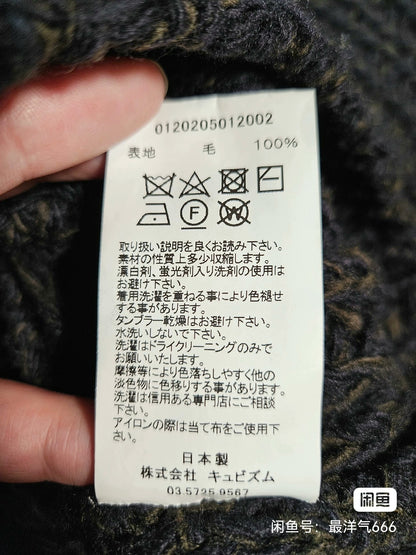 0120205012002
表地 毛 100%
F
W
取り扱い説明を良くお読み下さい。
素材の性質上多少収縮します。
漂白剤、蛍光剤入り洗剤の使用は
お避け下さい。
着用洗濯を重ねる事により色褪せ
する事があります。
タンブラー乾燥はお避け下さい。
水洗いしないで下さい。
洗濯はドライクリーニングのみで
お願いいたします。
摩擦等により色落ちしやすく他の
淡色物に色移りする事があります。
洗濯は信用ある専門店にご相談
下さい。
アイロンの際は当て布をご使用下
さい。
日本製
株式会社 キュビズム
03.5725.9567
闲鱼
闲鱼号：最洋气666